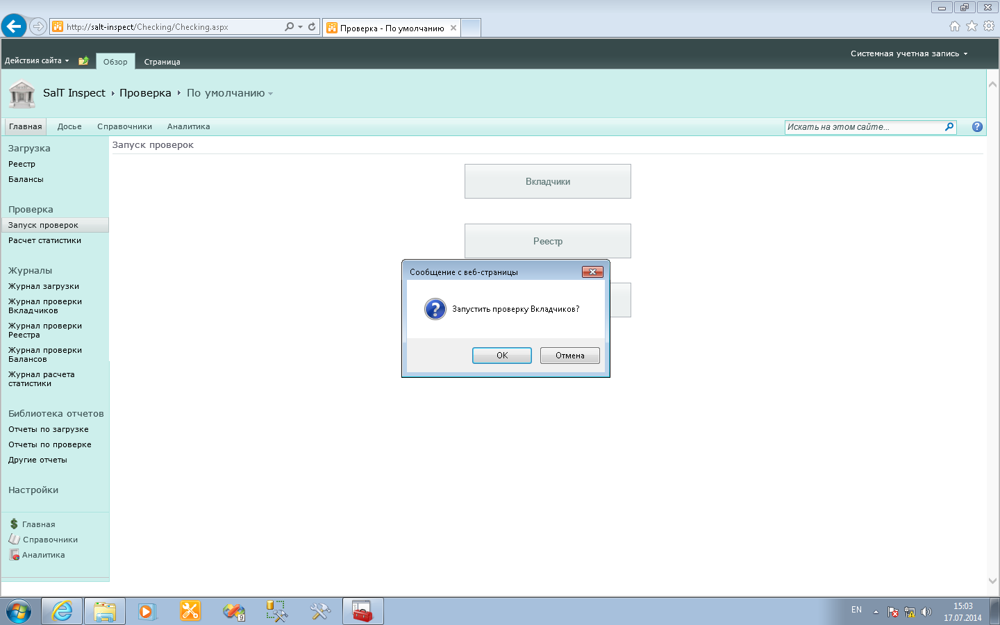 http://salt-inspect/Checking/Checking.aspx
Проверка - По умолчанию
Действия сайта
Обзор
Страница
Системная учетная запись
SalT Inspect
Проверка
По умолчанию
Главная
Досье
Справочники
Аналитика
Искать на этом сайте...
Загрузка
Реестр
Балансы
Проверка
Запуск проверок
Расчет статистики
Журналы
Журнал загрузки
Журнал проверки
Вкладчиков
Журнал проверки
Реестра
Журнал проверки
Балансов
Журнал расчета
статистики
Библиотека отчетов
Отчеты по загрузке
Отчеты по проверке
Другие отчеты
Настройки
Главная
Справочники
Аналитика
Запуск проверок
Вкладчики
Реестр
Сообщение с веб-страницы
Запустить проверку Вкладчиков?
OK
Отмена
9
EN
15:03
17.07.2014